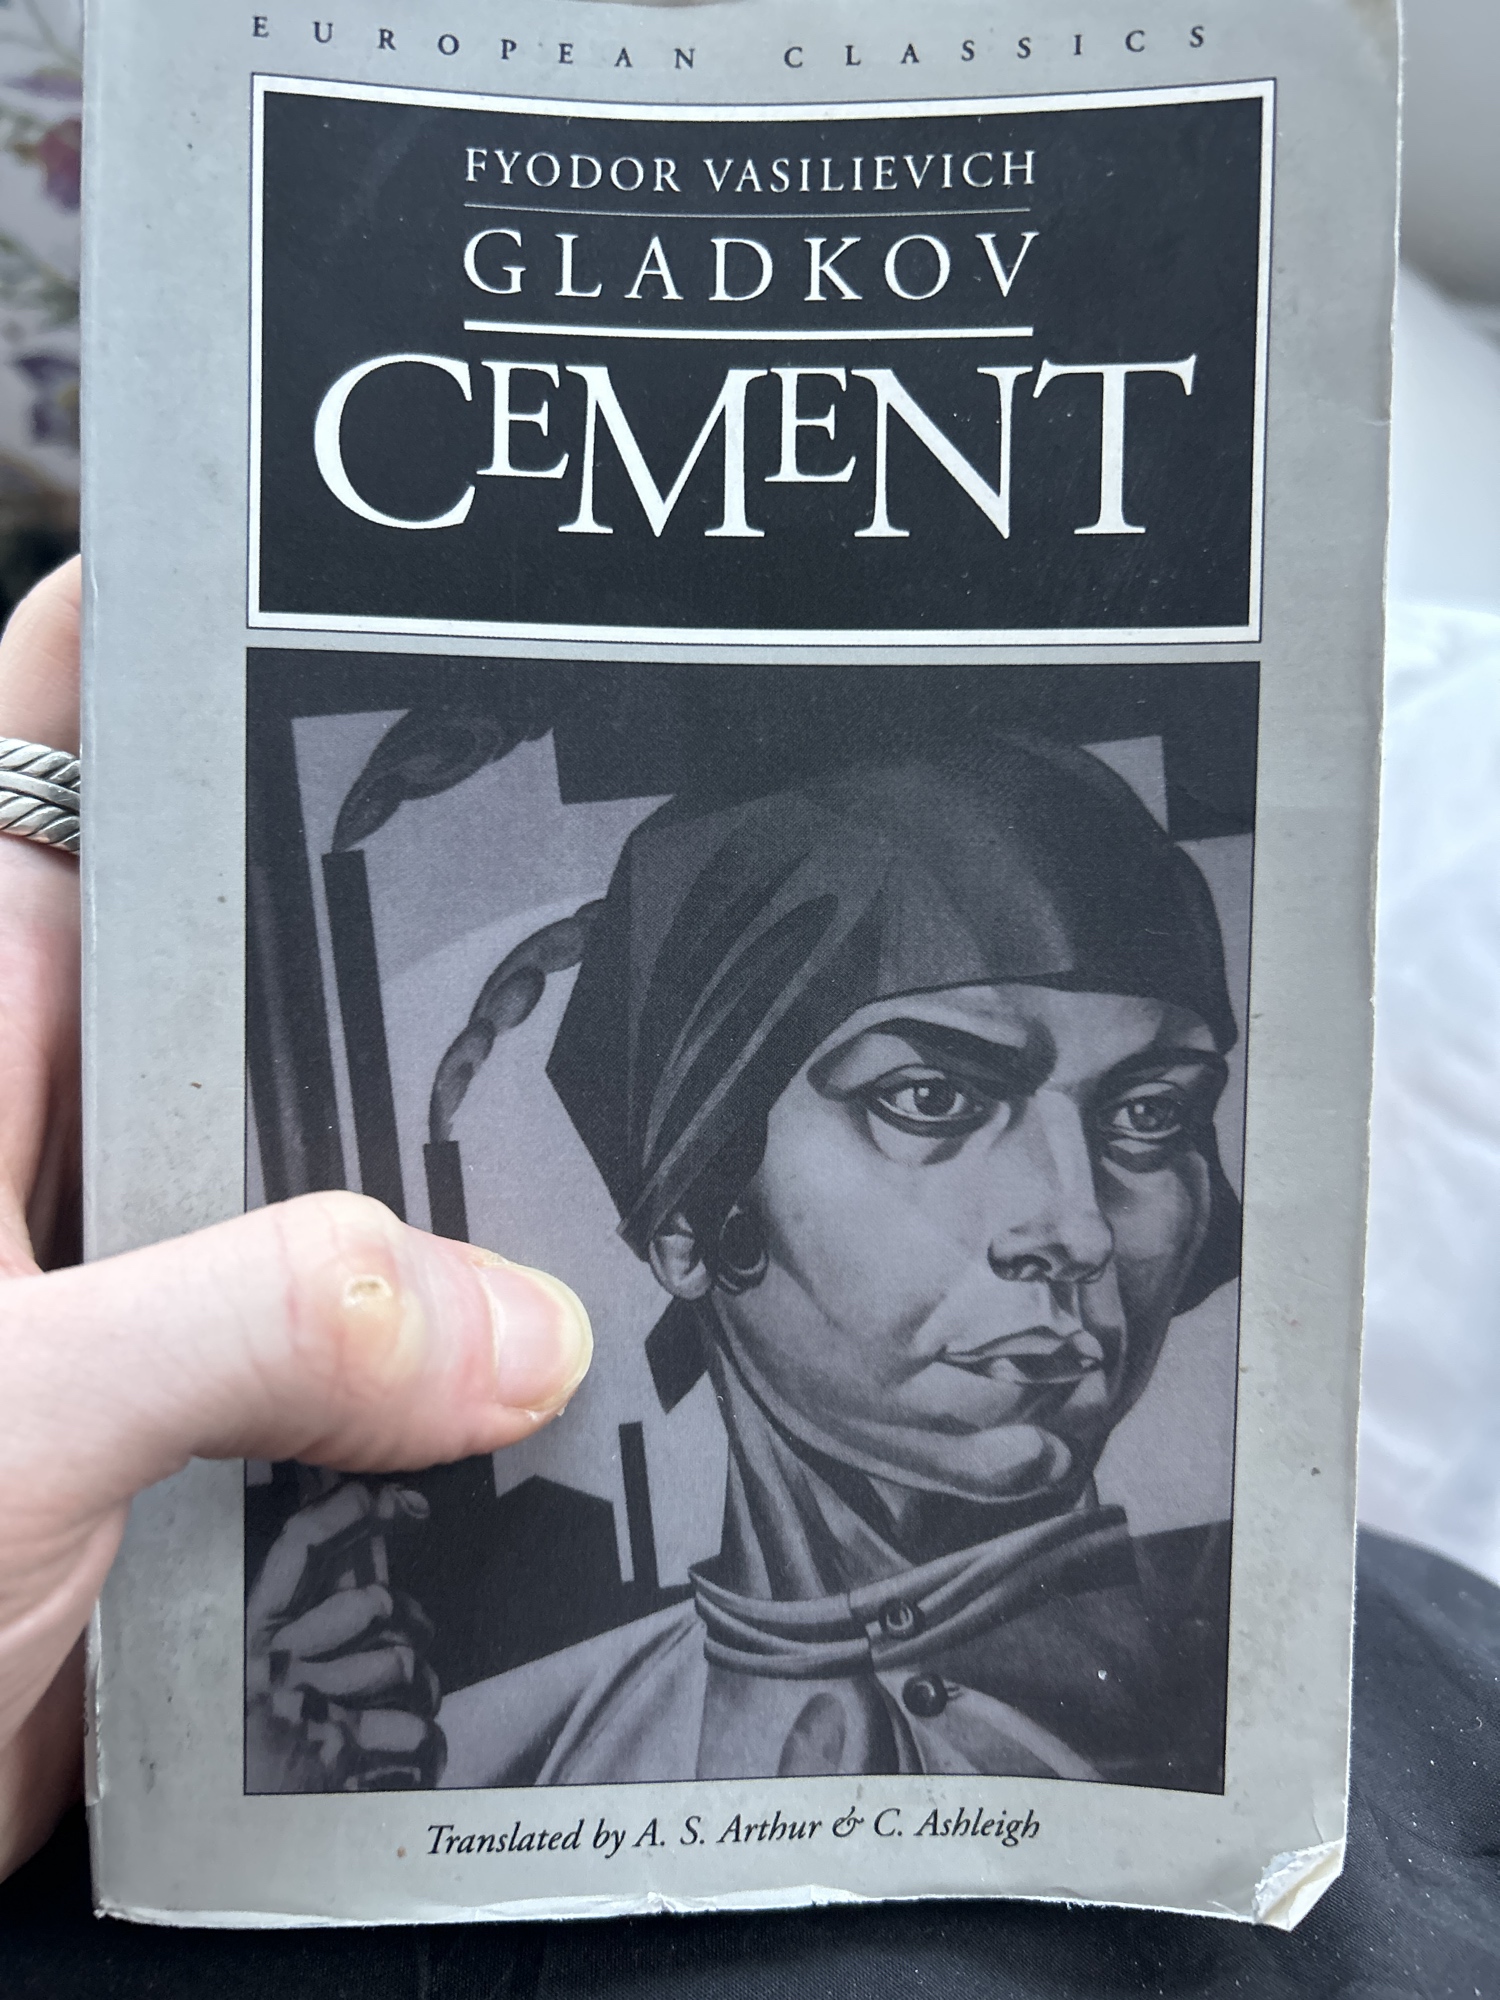 EUROPEAN CLASSICS
FYODOR VASILIEVICH
GLADKOV
CEMENT
Translated by A. S. Arthur & C. Ashleigh